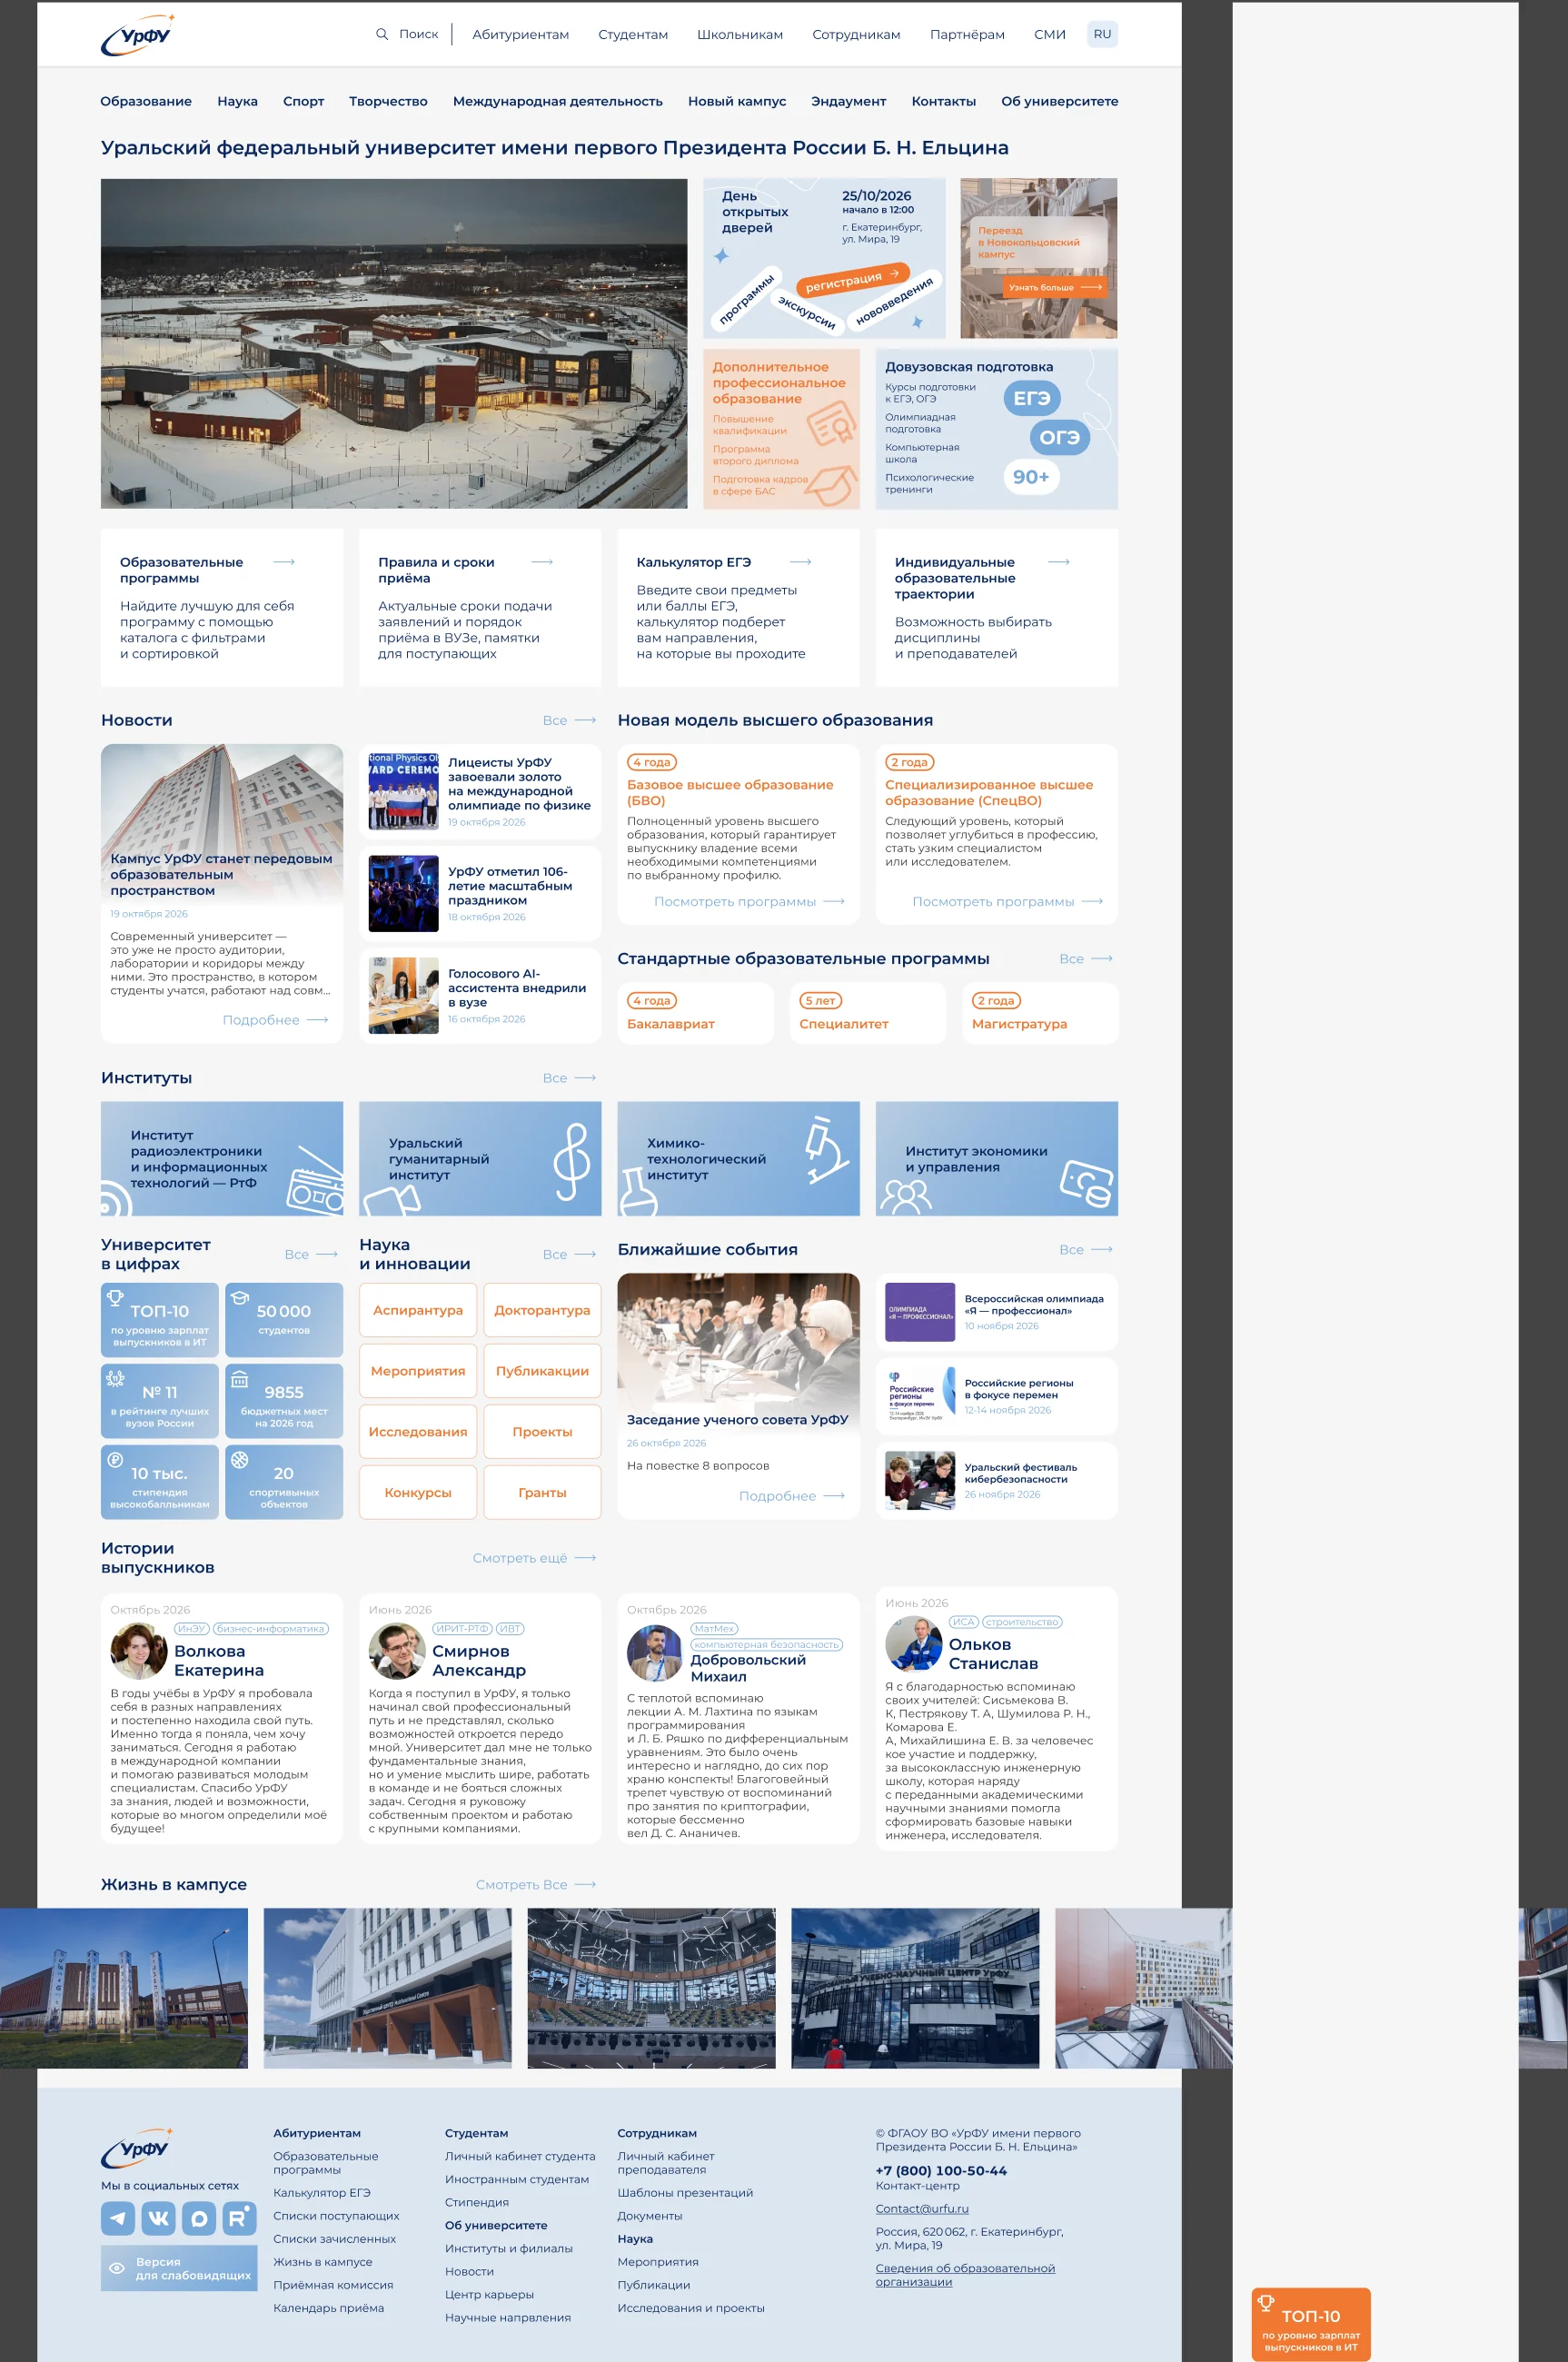 УрФУ
Поиск
Абитуриентам
Студентам
Школьникам
Сотрудникам
Партнёрам
СМИ
RU
Образование
Наука
Спорт
Творчество
Международная деятельность
Новый кампус
Эндаумент
Контакты
Об университете
Уральский федеральный университет имени первого Президента России Б. Н. Ельцина
День
открытых
дверей
25/10/2026
начало в 12:00
г. Екатеринбург,
ул. Мира, 19
программы
регистрация
экскурсии
нововведения
Переезд
в Новокольцовский
кампус
Узнать больше
Дополнительное
профессиональное
образование
Повышение
квалификации
Программа
второго диплома
Подготовка кадров
в сфере БАС
Довузовская подготовка
Курсы подготовки
к ЕГЭ, ОГЭ
Олимпиадная
подготовка
Компьютерная
школа
Психологические
тренинги
ЕГЭ
ОГЭ
90+
Образовательные
программы
Найдите лучшую для себя
программу с помощью
каталога с фильтрами
и сортировкой
Правила и сроки
приёма
Актуальные сроки подачи
заявлений и порядок
приёма в ВУЗе, памятки
для поступающих
Калькулятор ЕГЭ
Введите свои предметы
или баллы ЕГЭ,
калькулятор подберет
вам направления,
на которые вы проходите
Индивидуальные
образовательные
траектории
Возможность выбирать
дисциплины
и преподавателей
Новости
Все
Кампус УрФУ станет передовым
образовательным
пространством
19 октября 2026
Современный университет —
это уже не просто аудитории,
лаборатории и коридоры между
ними. Это пространство, в котором
студенты учатся, работают над совм...
Подробнее
tional Physics Ol
WARD CEREMO
Лицеисты УрФУ
завоевали золото
на международной
олимпиаде по физике
19 октября 2026
УрФУ отметил 106-
летие масштабным
праздником
18 октября 2026
Голосового AI-
ассистента внедрили
в вузе
16 октября 2026
Новая модель высшего образования
4 года
Базовое высшее образование
(БВО)
Полноценный уровень высшего
образования, который гарантирует
выпускнику владение всеми
необходимыми компетенциями
по выбранному профилю.
Посмотреть программы
2 года
Специализированное высшее
образование (СпецВО)
Следующий уровень, который
позволяет углубиться в профессию,
стать узким специалистом
или исследователем.
Посмотреть программы
Стандартные образовательные программы
Все
4 года
Бакалавриат
5 лет
Специалитет
2 года
Магистратура
Институты
Все
Институт
радиоэлектроники
и информационных
технологий — РтФ
Уральский
гуманитарный
институт
Химико-
технологический
институт
Институт экономики
и управления
Университет
в цифрах
Все
ТОП-10
по уровню зарплат
выпускников в ИТ
50 000
студентов
№ 11
в рейтинге лучших
вузов России
9855
бюджетных мест
на 2026 год
10 тыс.
стипендия
высокобалльникам
20
спортивыных
объектов
Наука
и инновации
Все
Аспирантура
Докторантура
Мероприятия
Публикации
Исследования
Проекты
Конкурсы
Гранты
Ближайшие события
Все
Заседание ученого совета УрФУ
26 октября 2026
На повестке 8 вопросов
Подробнее
ОЛИМПИАДА
«Я — ПРОФЕССИОНАЛ»
Всероссийская олимпиада
«Я — профессионал»
10 ноября 2026
Российские
регионы
в фокусе перемен
Российские регионы
в фокусе перемен
12-14 ноября 2026
Уральский фестиваль
кибербезопасности
26 ноября 2026
Истории
выпускников
Смотреть ещё
Октябрь 2026
ИнЭУ
бизнес-информатика
Волкова
Екатерина
В годы учёбы в УрФУ я пробовала
себя в разных направлениях
и постепенно находила свой путь.
Именно тогда я поняла, чем хочу
заниматься. Сегодня я работаю
в международной компании
и помогаю развиваться молодым
специалистам. Спасибо УрФУ
за знания, людей и возможности,
которые во многом определили моё
будущее!
Июнь 2026
ИРИТ-РТФ
ИВТ
Смирнов
Александр
Когда я поступил в УрФУ, я только
начинал свой профессиональный
путь и не представлял, сколько
возможностей откроется передо
мной. Университет дал мне не только
фундаментальные знания,
но и умение мыслить шире, работать
в команде и не бояться сложных
задач. Сегодня я руковожу
собственным проектом и работаю
с крупными компаниями.
Октябрь 2026
МатМех
компьютерная безопасность
Добровольский
Михаил
С теплотой вспоминаю
лекции А. М. Лахтина по языкам
программирования
и Л. Б. Ряшко по дифференциальным
уравнениям. Это было очень
интересно и наглядно, до сих пор
храню конспекты! Благоговейный
трепет чувствую от воспоминаний
про занятия по криптографии,
которые бессменно
вел Д. С. Ананичев.
Июнь 2026
ИСА
строительство
Ольков
Станислав
Я с благодарностью вспоминаю
своих учителей: Сисьмекова В.
К, Пестрякову Т. А, Шумилова Р. Н.,
Комарова Е.
А, Михайлишина Е. В. за человечес
кое участие и поддержку,
за высококлассную инженерную
школу, которая наряду
с переданными академическими
научными знаниями помогла
сформировать базовые навыки
инженера, исследователя.
Жизнь в кампусе
Смотреть Все
УЧЕБНО-НАУЧНЫЙ ЦЕНТР УрФУ
УрФУ
Мы в социальных сетях
Версия
для слабовидящих
Абитуриентам
Образовательные
программы
Калькулятор ЕГЭ
Списки поступающих
Списки зачисленных
Жизнь в кампусе
Приёмная комиссия
Календарь приёма
Студентам
Личный кабинет студента
Иностранным студентам
Стипендия
Об университете
Институты и филиалы
Новости
Центр карьеры
Научные напрвления
Сотрудникам
Личный кабинет
преподавателя
Шаблоны презентаций
Документы
Наука
Мероприятия
Публикации
Исследования и проекты
© ФГАОУ ВО «УрФУ имени первого
Президента России Б. Н. Ельцина»
+7 (800) 100-50-44
Контакт-центр
Contact@urfu.ru
Россия, 620 062, г. Екатеринбург,
ул. Мира, 19
Сведения об образовательной
организации
ТОП-10
по уровню зарплат
выпускников в ИТ